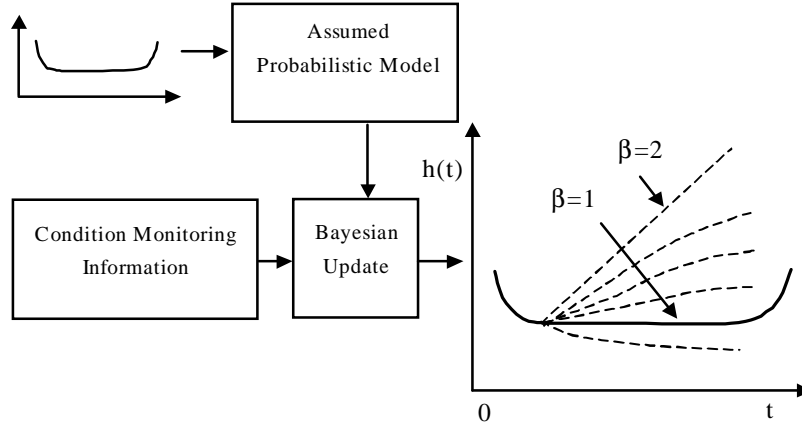 Assumed
Probabilistic Model
Condition Monitoring
Information
Bayesian
Update
h(t)
β=2
β=1
0
t